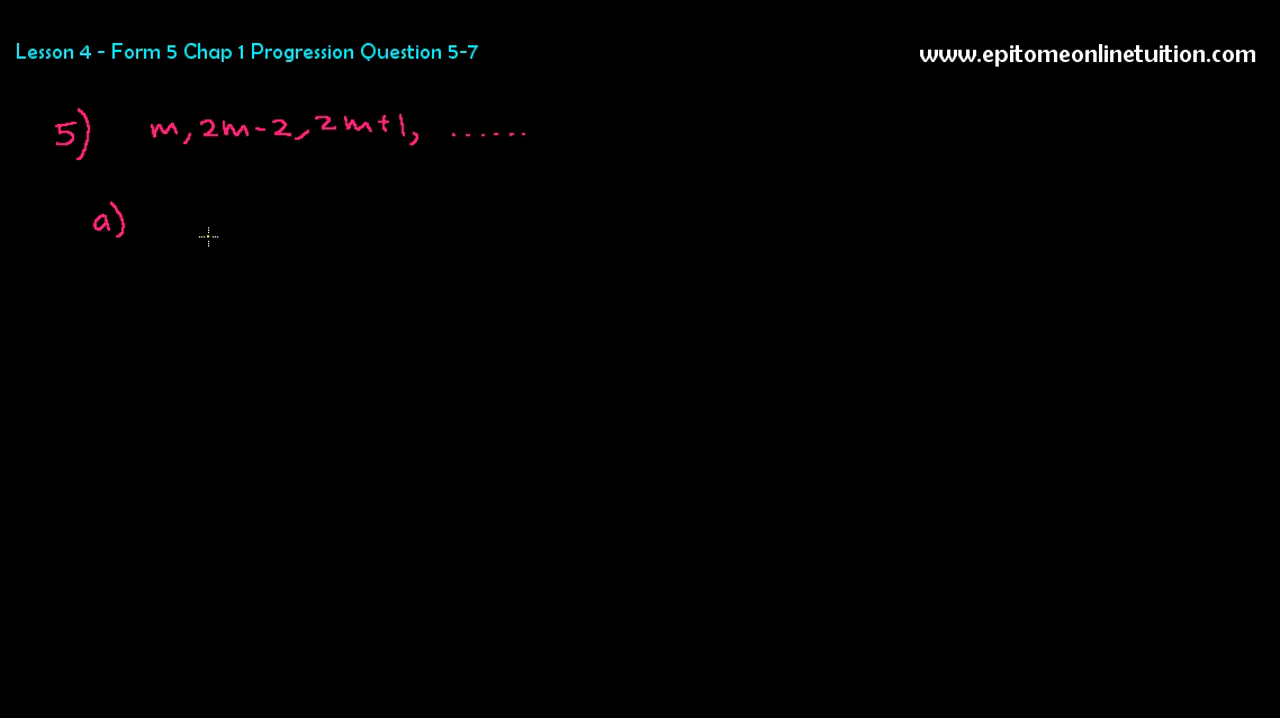 Lesson 4 - Form 5 Chap 1 Progression Question 5-7
www.epitomeonlinetuition.com
5) m, 2m-2, 2m+1, ......
a)